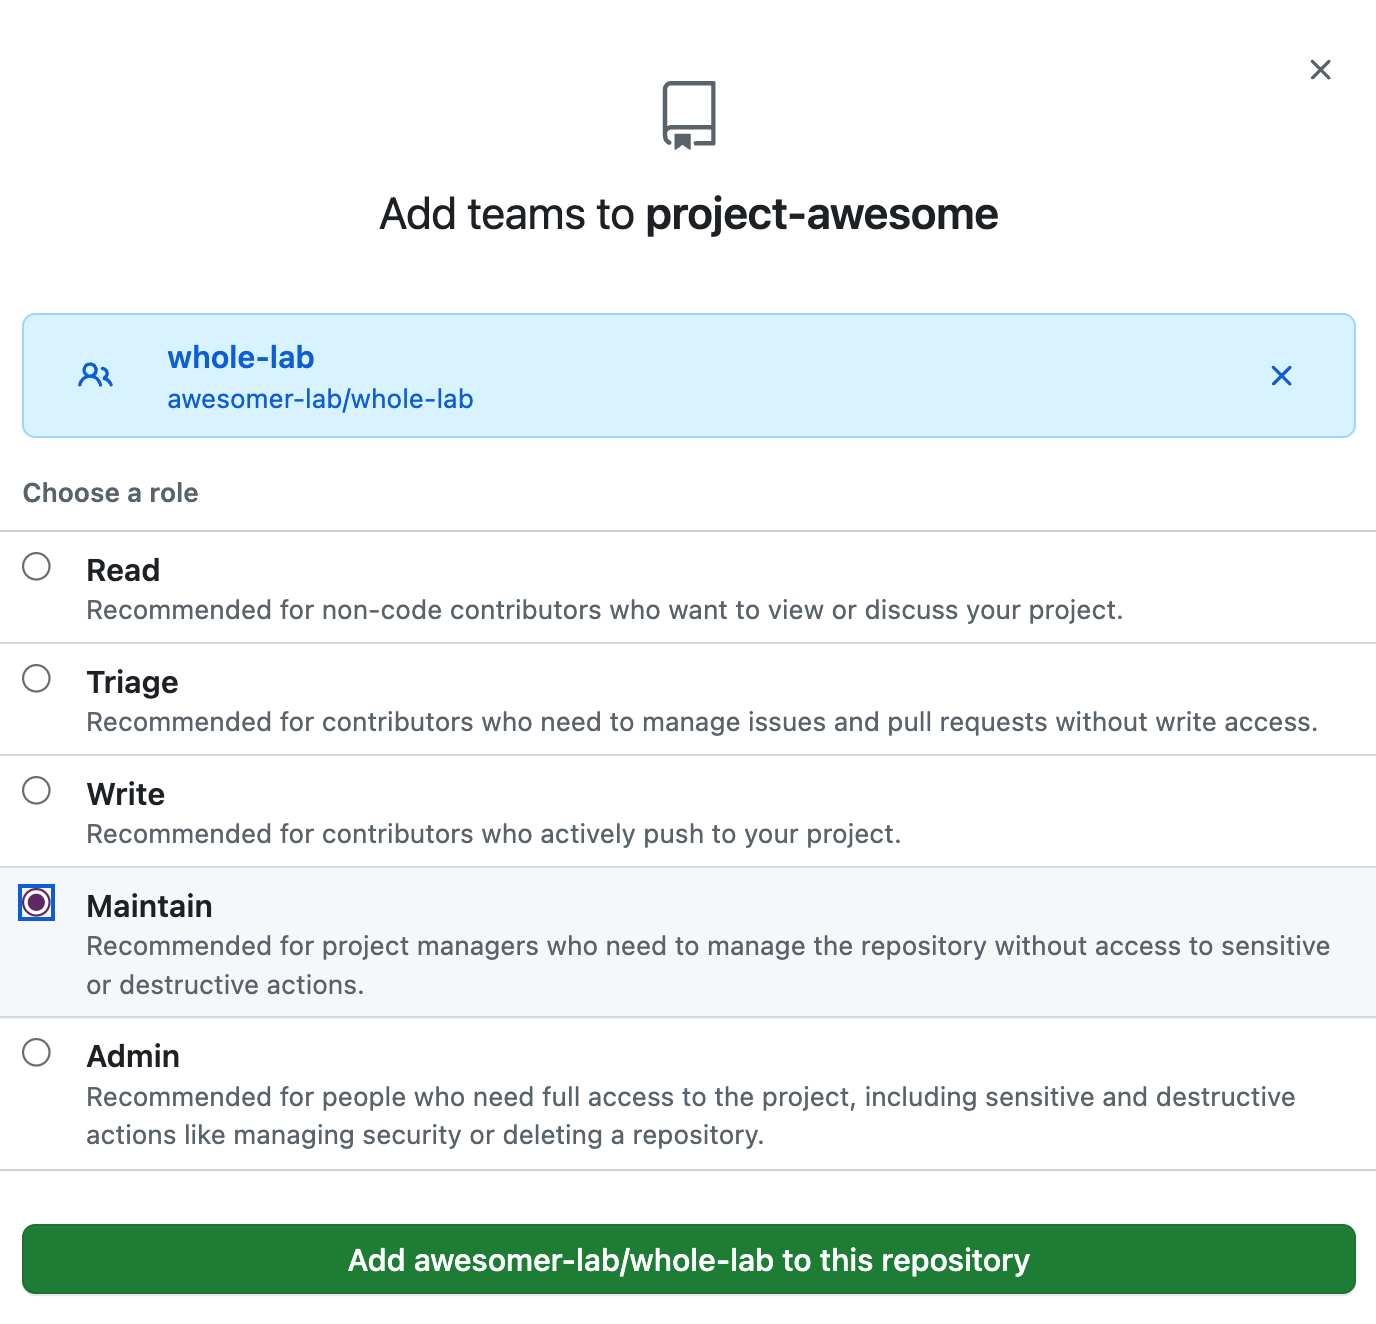 Add teams to project-awesome
whole-lab
awesomer-lab/whole-lab
Choose a role
Read
Recommended for non-code contributors who want to view or discuss your project.
Triage
Recommended for contributors who need to manage issues and pull requests without write access.
Write
Recommended for contributors who actively push to your project.
Maintain
Recommended for project managers who need to manage the repository without access to sensitive
or destructive actions.
Admin
Recommended for people who need full access to the project, including sensitive and destructive
actions like managing security or deleting a repository.
Add awesomer-lab/whole-lab to this repository